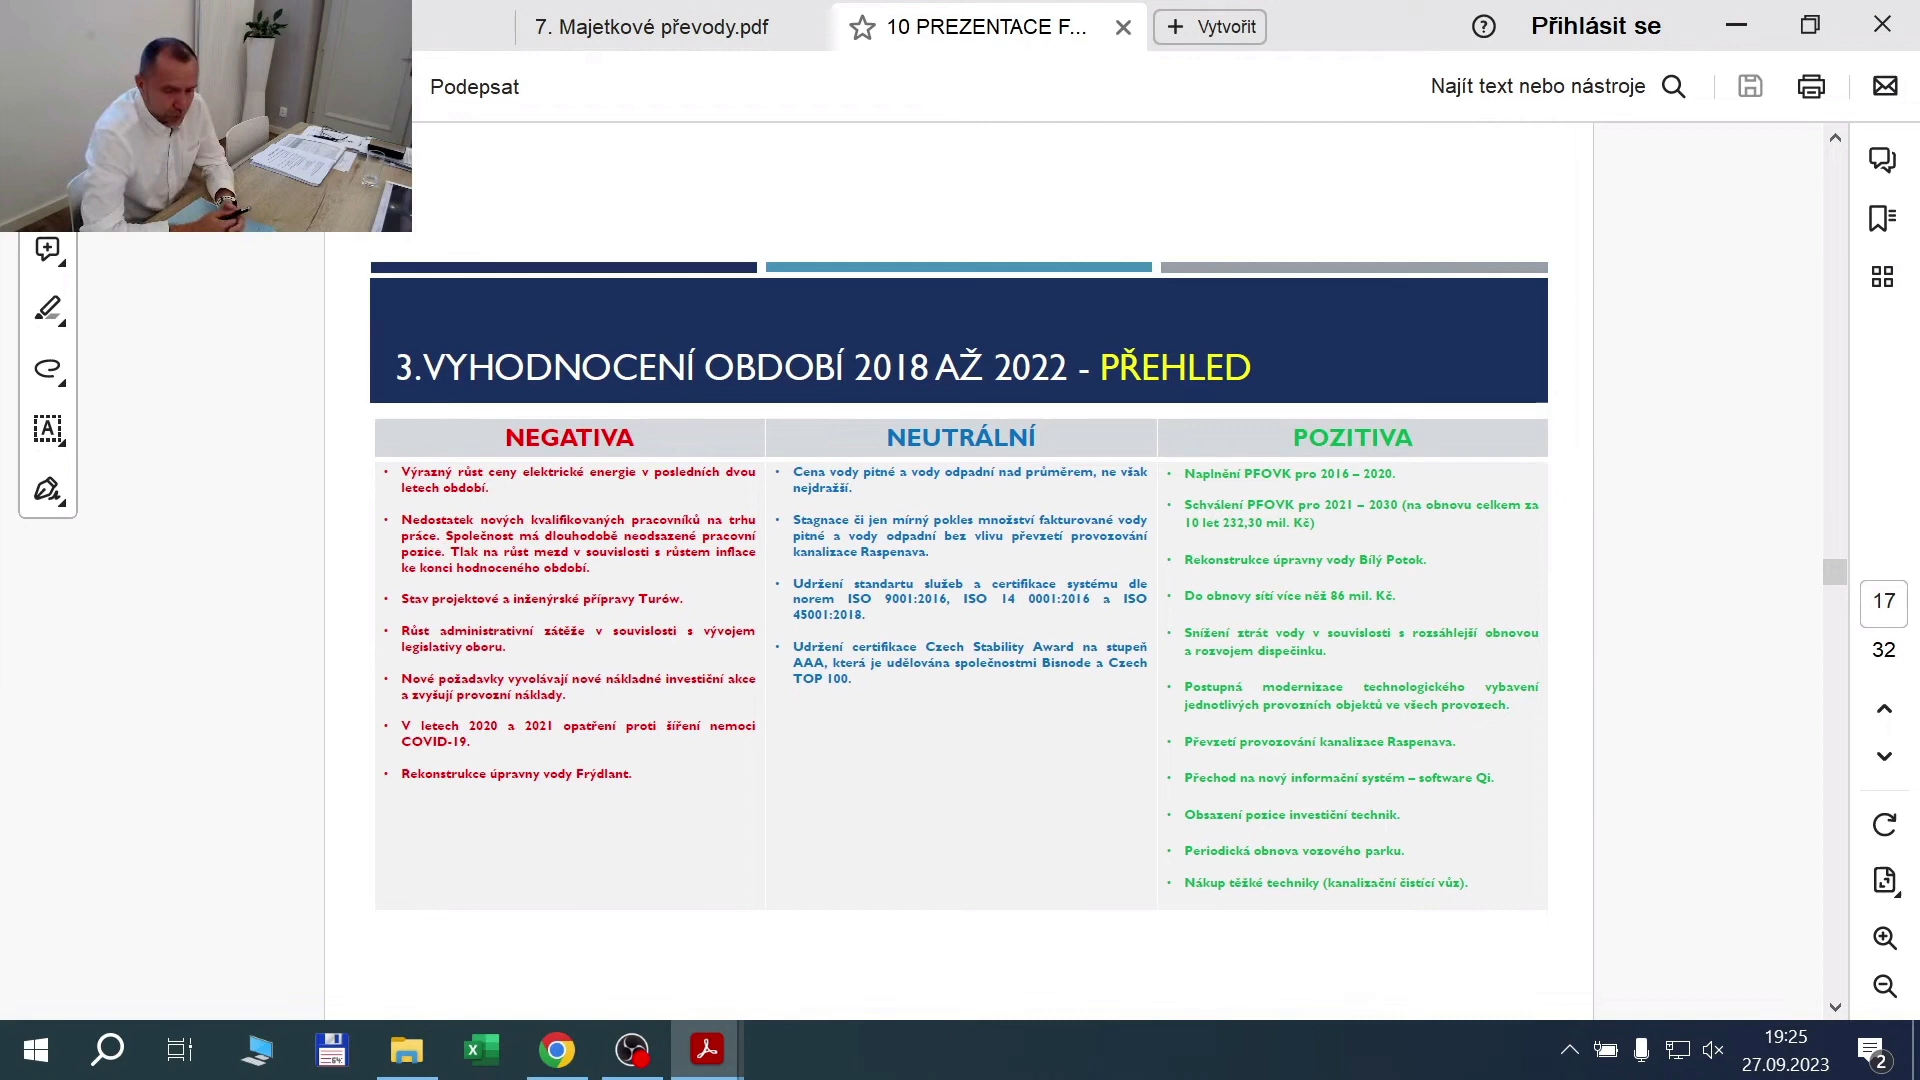 7. Majetkové převody.pdf
10 PREZENTACE F...
Vytvořit
Přihlásit se
Podepsat
Najít text nebo nástroje
3. VYHODNOCENÍ OBDOBÍ 2018 AŽ 2022 - PŘEHLED
NEGATIVA
• Výrazný růst ceny elektrické energie v posledních dvou
letech období.
• Nedostatek nových kvalifikovaných pracovníků na trhu
práce. Společnost má dlouhodobě neodsazené pracovní
pozice. Tlak na růst mezd v souvislosti s růstem inflace
ke konci hodnoceného období.
• Stav projektové a inženýrské přípravy Turów.
• Růst administrativní zátěže v souvislosti s vývojem
legislativy oboru.
• Nové požadavky vyvolávají nové nákladné investiční akce
a zvyšují provozní náklady.
• V letech 2020 a 2021 opatření proti šíření nemoci
COVID-19.
• Rekonstrukce úpravny vody Frýdlant.
NEUTRÁLNÍ
• Cena vody pitné a vody odpadní nad průměrem, ne však
nejdražší.
• Stagnace či jen mírný pokles množství fakturované vody
pitné a vody odpadní bez vlivu převzetí provozování
kanalizace Raspenava.
• Udržení standartu služeb a certifikace systému dle
norem ISO 9001:2016, ISO 14 0001:2016 a ISO
45001:2018.
• Udržení certifikace Czech Stability Award na stupeň
AAA, která je udělována společnostmi Bisnode a Czech
TOP 100.
POZITIVA
• Naplnění PFOVK pro 2016 – 2020.
• Schválení PFOVK pro 2021 – 2030 (na obnovu celkem za
10 let 232,30 mil. Kč)
• Rekonstrukce úpravny vody Bílý Potok.
• Do obnovy sítí více něž 86 mil. Kč.
• Snížení ztrát vody v souvislosti s rozsáhlejší obnovou
a rozvojem dispečinku.
• Postupná modernizace technologického vybavení
jednotlivých provozních objektů ve všech provozech.
• Převzetí provozování kanalizace Raspenava.
• Přechod na nový informační systém – software Qi.
• Obsazení pozice investiční technik.
• Periodická obnova vozového parku.
• Nákup těžké techniky (kanalizační čistící vůz).
17
32
64
19:25
27.09.2023
2